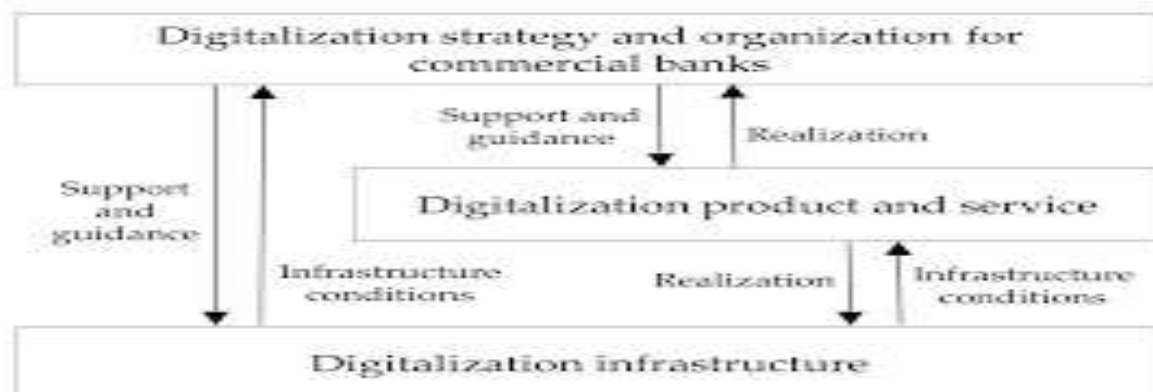 Digitalization strategy and organization for
commercial banks
Support and
guidance
Realization
Support
and
guidance
Digitalization product and service
Infrastructure
conditions
Realization
Infrastructure
conditions
Digitalization infrastructure